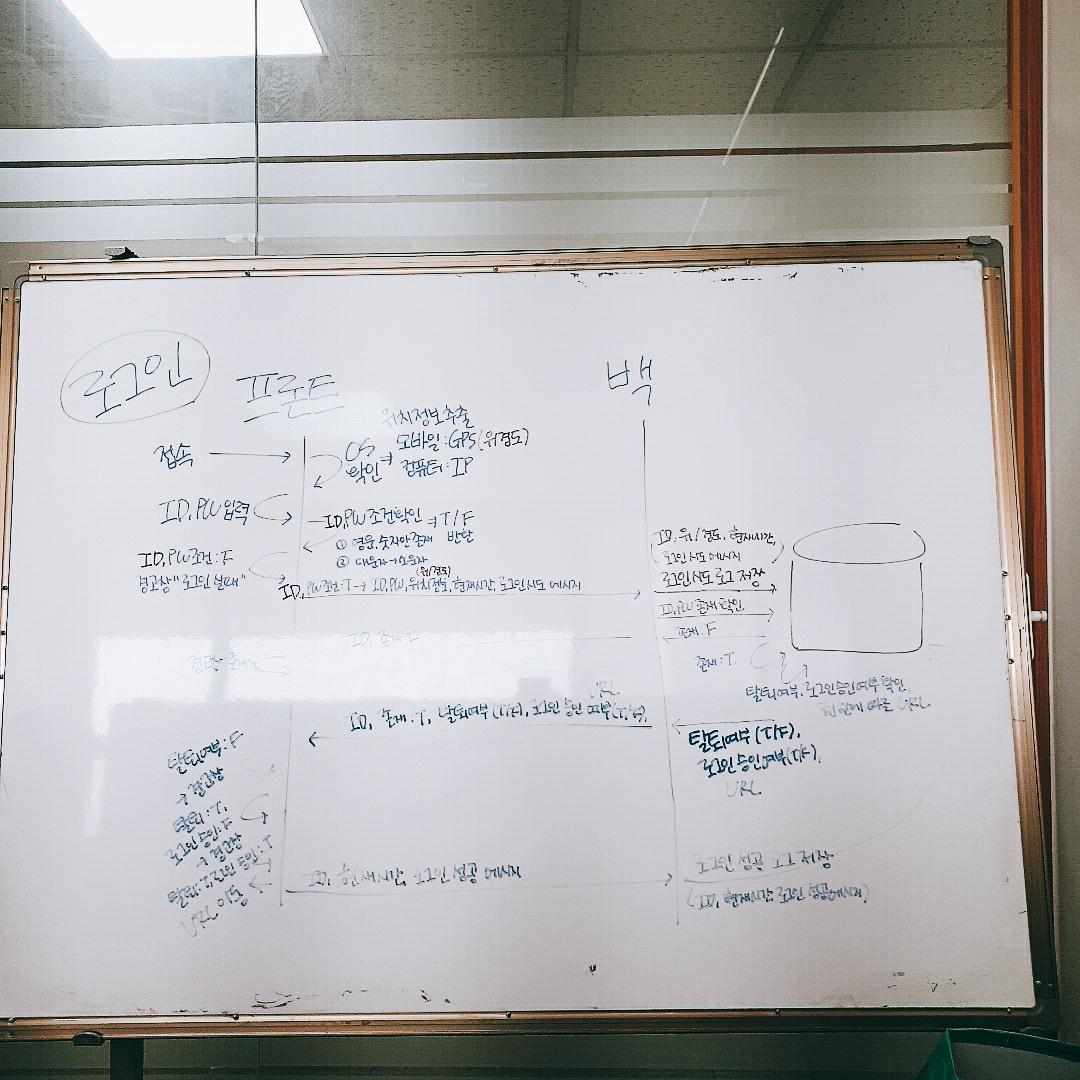 로그인
프론트
백
위치정보추출
접속
OS
확인
모바일:GPS(위경도)
컴퓨터:IP
ID,PW 입력
ID,PW조건확인 ⇒ T/F
반환
① 영문,숫자만 존재
② 대문자→소문자
ID,PW조건:F
경고창"로그인 실패"
(위/경도)
ID,PW조건:T → ID,PW,위치정보,현재시간,로그인시도 메시지
ID, 위/경도, 현재시간,
로그인시도 메시지
로그인시도 로그 저장
ID,PW존재 확인
존재:F
ID, 존재:F
존재:T.
탈퇴여부,로그인승인여부 확인
권한에 따른 URL
URL
ID, 존재:T, 탈퇴여부(T/F), 로그인 승인 여부(T/F),
탈퇴여부(T/F),
로그인 승인여부(T/F),
URL
탈퇴여부:F
→ 경고창
탈퇴:T,
로그인 승인:F
→ 경고창
탈퇴:T,로그인 승인:T
URL 이동
ID, 현재시간, 로그인 성공 메시지
로그인 성공 로그 저장
(ID, 현재시간, 로그인 성공메시지)